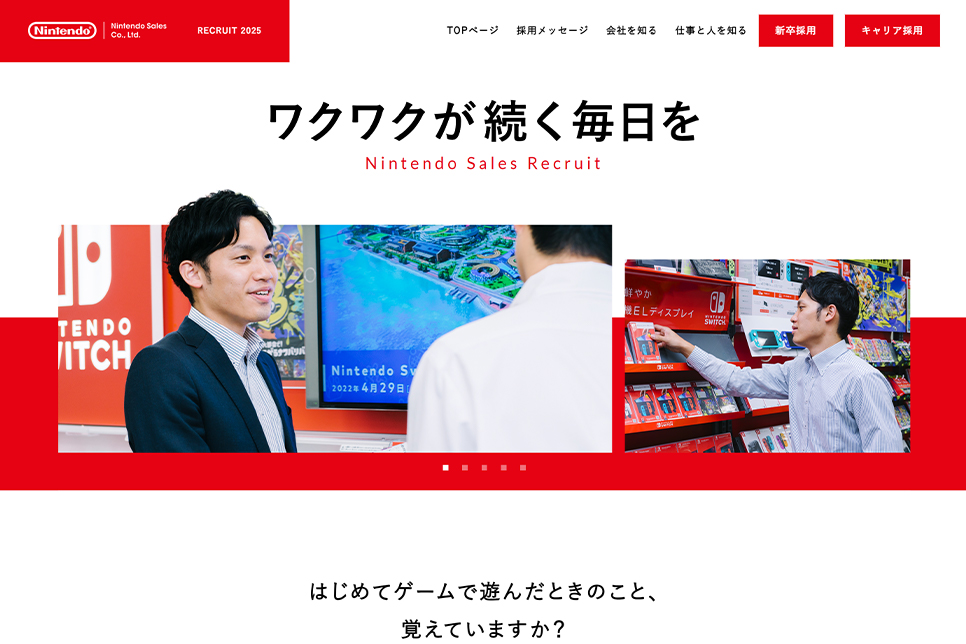 Nintendo
Nintendo Sales
Co., Ltd.
RECRUIT 2025
TOPページ
採用メッセージ
会社を知る
仕事と人を知る
新卒採用
キャリア採用
ワクワクが続く毎日を
Nintendo Sales Recruit
NTENDO
WITCH
Nintendo Sw
2022年4月29日
鮮やか
機ELディスプレイ
NINTENDO
SWITCH
はじめてゲームで遊んだときのこと、
覚えていますか?